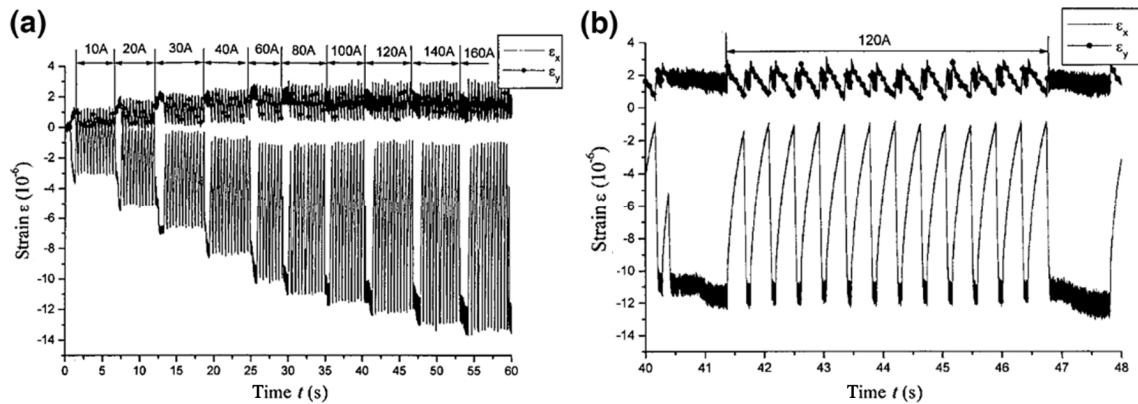 (a)
10A 20A 30A 40A 60A 80A 100A 120A 140A 160A
εx
εy
4
2
0
-2
-4
-6
-8
-10
-12
-14
Strain ε (10-6)
0 5 10 15 20 25 30 35 40 45 50 55 60
Time t (s)
(b)
120A
εx
εy
4
2
0
-2
-4
-6
-8
-10
-12
-14
Strain ε (10-6)
40 41 42 43 44 45 46 47 48
Time t (s)